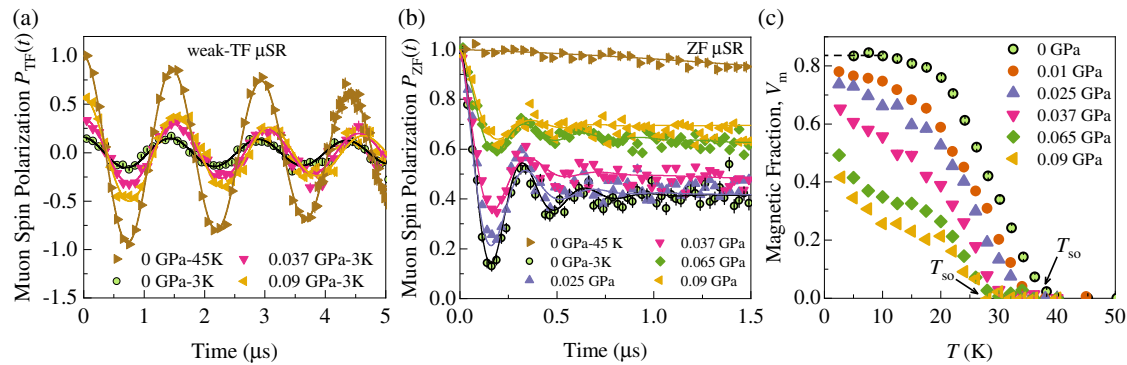 (a)
weak-TF μSR
Muon Spin Polarization P_TF(t)
1.0
0.5
0.0
-0.5
-1.0
-1.5
0 GPa-45K
0 GPa-3K
0.037 GPa-3K
0.09 GPa-3K
0 1 2 3 4 5
Time (μs)
(b)
ZF μSR
Muon Spin Polarization P_ZF(t)
1.0
0.8
0.6
0.4
0.2
0.0
0 GPa-45 K
0 GPa-3K
0.025 GPa
0.037 GPa
0.065 GPa
0.09 GPa
0.0 0.5 1.0 1.5
Time (μs)
(c)
Magnetic Fraction, V_m
0.8
0.4
0.0
0 GPa
0.01 GPa
0.025 GPa
0.037 GPa
0.065 GPa
0.09 GPa
T_so
T_so
0 10 20 30 40 50
T (K)